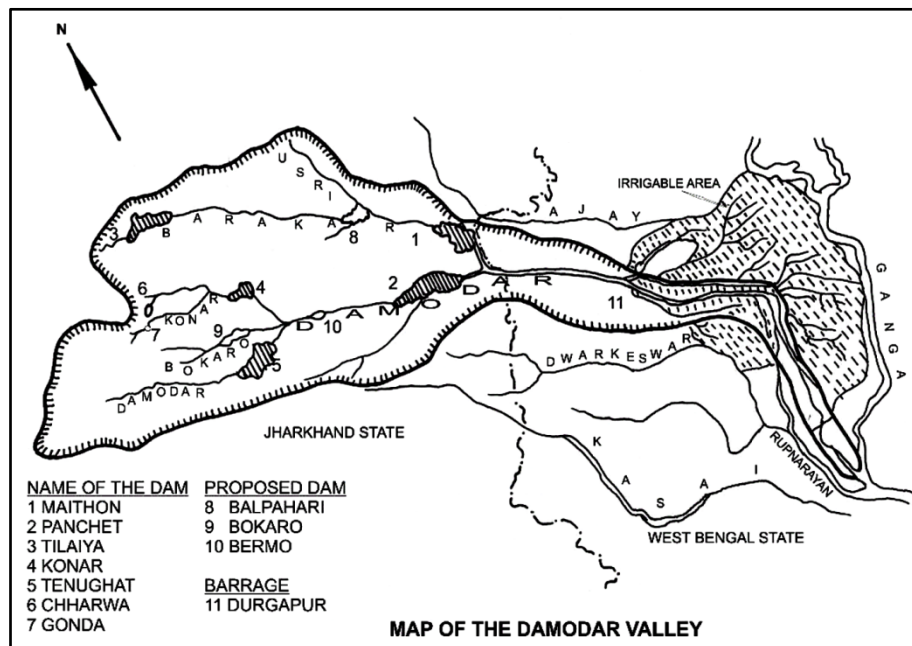 N
USRI
IRRIGABLE AREA
AJAY
3
BARAKAR
8
1
GANGA
6
4
2
KONAR
7
9
DAMODAR
10
11
BOKARO
5
DWARKESWAR
DAMODAR
JHARKHAND STATE
KASAI
RUPNARAYAN
WEST BENGAL STATE
NAME OF THE DAM
1 MAITHON
2 PANCHET
3 TILAIYA
4 KONAR
5 TENUGHAT
6 CHHARWA
7 GONDA
PROPOSED DAM
8 BALPAHARI
9 BOKARO
10 BERMO
BARRAGE
11 DURGAPUR
MAP OF THE DAMODAR VALLEY